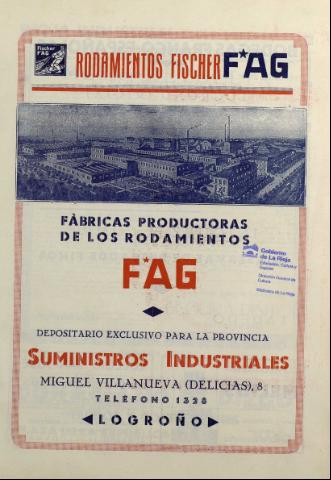 Fischer
FAG
RODAMIENTOS FISCHER F*AG
FÁBRICAS PRODUCTORAS
DE LOS RODAMIENTOS
FAG
DEPOSITARIO EXCLUSIVO PARA LA PROVINCIA
SUMINISTROS INDUSTRIALES
MIGUEL VILLANUEVA (DELICIAS), 8
TELÉFONO 1328
LOGROÑO
Gobierno
de La Rioja